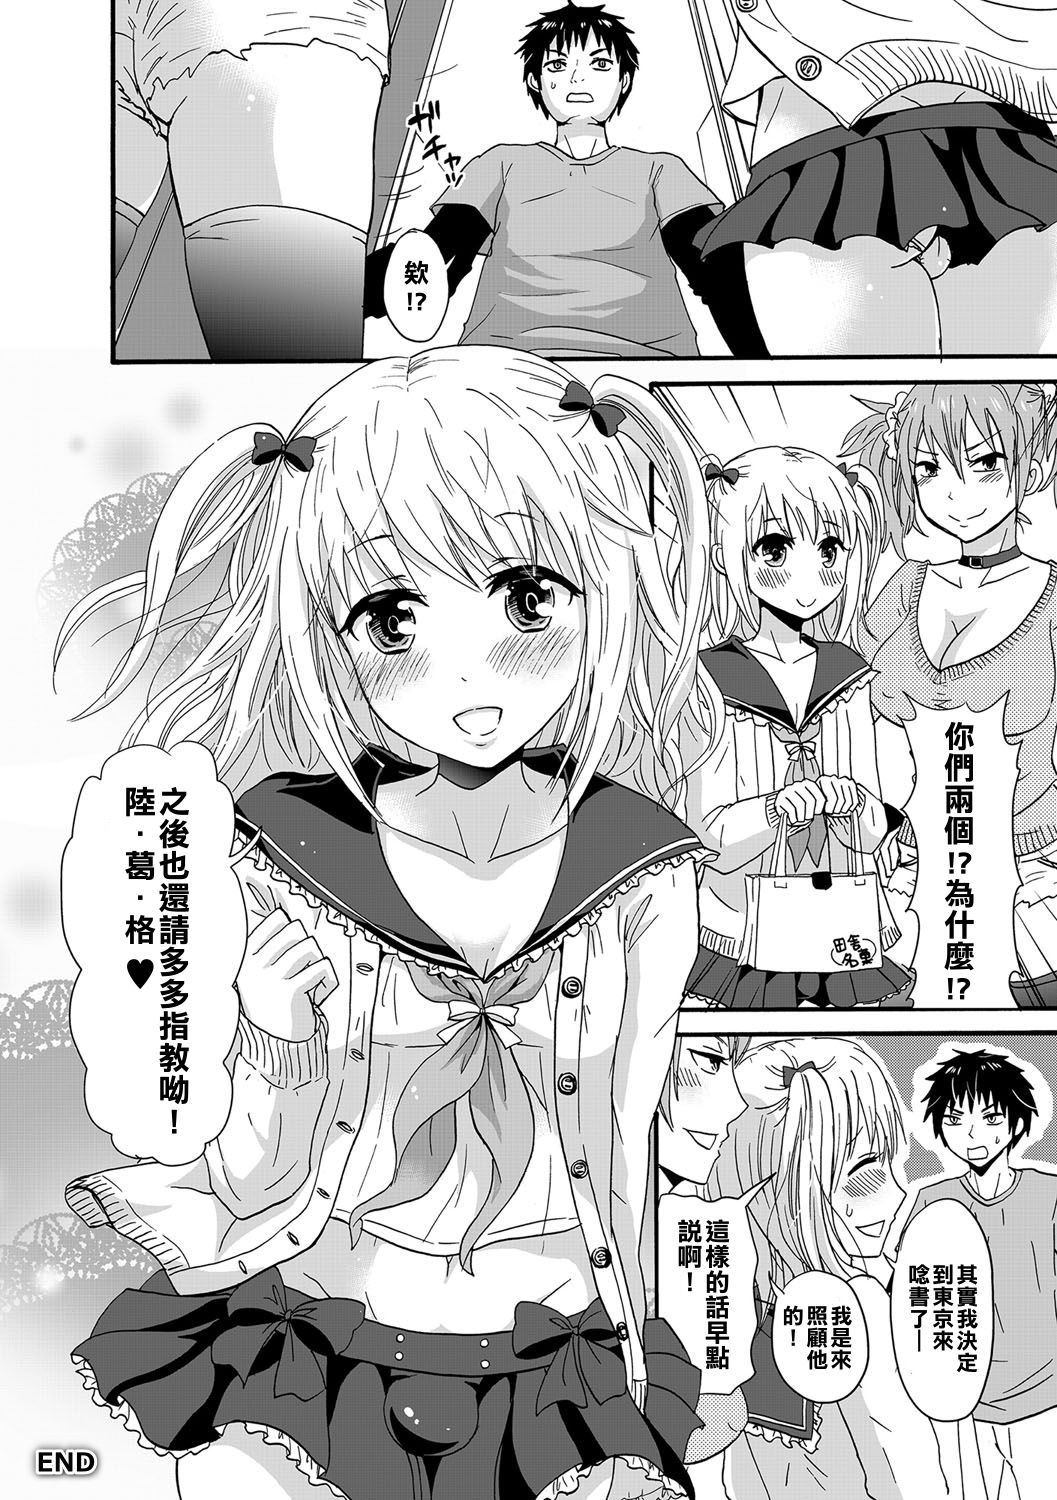 ガチャッ
欸!?
你們兩個!?為什麼!?
田舎
名菓
其實我決定
到東京來
唸書了—
我是來
照顧他
的！
這樣的話早點
説啊！
之後也還請多多指教呦！
陸·葛·格♥
END